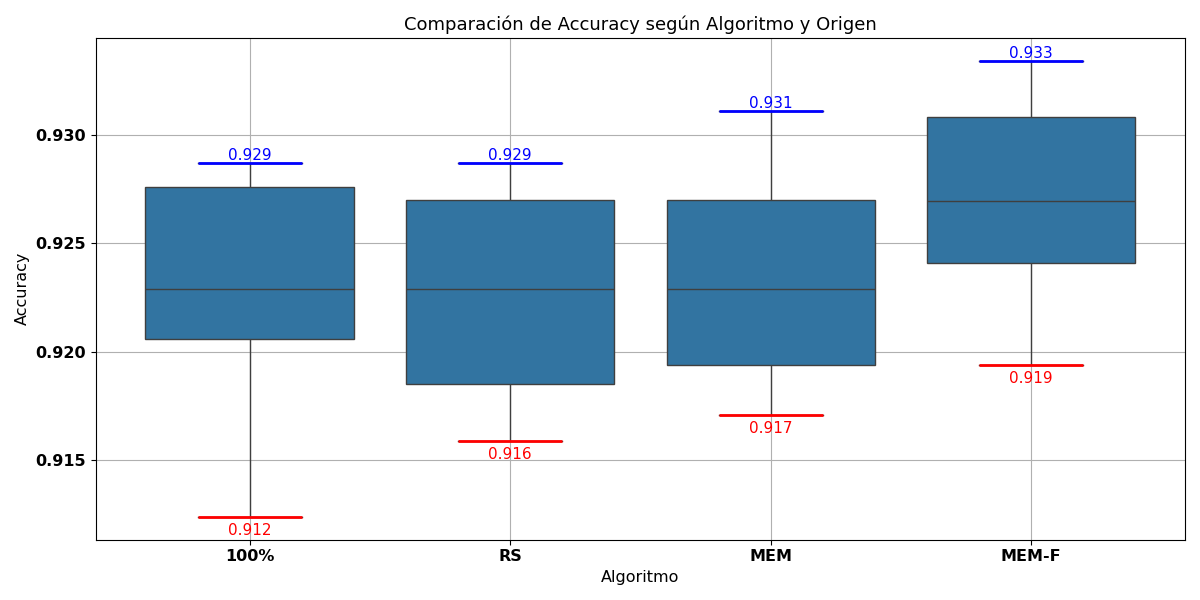 Comparación de Accuracy según Algoritmo y Origen
0.933
0.931
0.930
0.929
0.929
0.925
Accuracy
0.920
0.919
0.917
0.916
0.915
0.912
100%
RS
MEM
MEM-F
Algoritmo